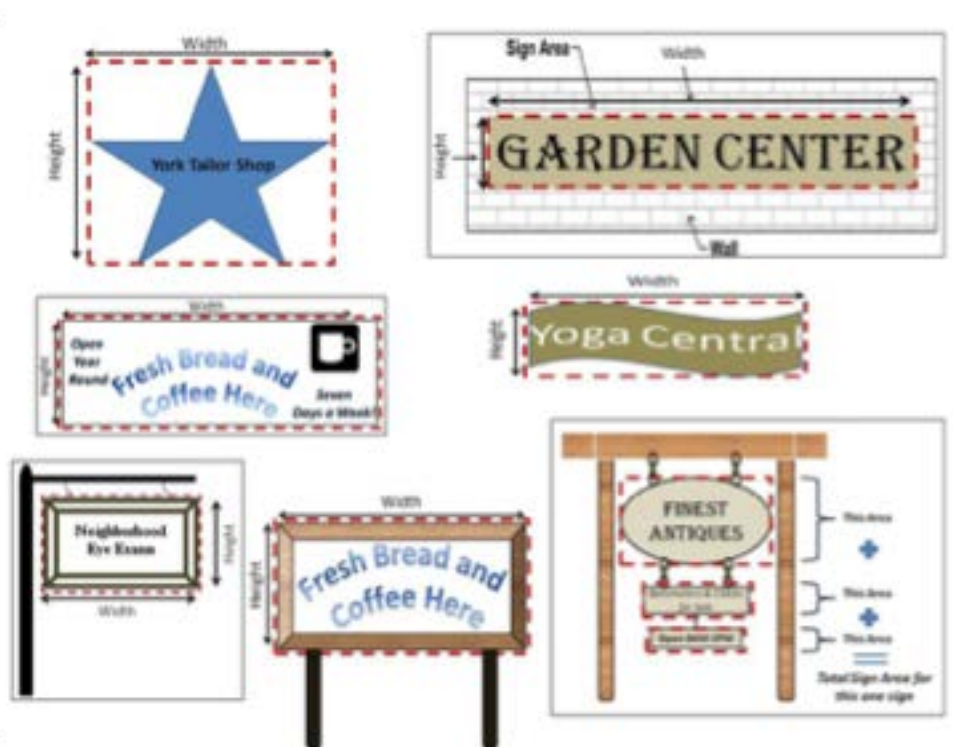 Width
Height
York Tailor Shop
Sign Area
Width
Height
GARDEN CENTER
Wall
Width
Height
Open
Year
Round
Fresh Bread and
Coffee Here
Seven
Days a Week!
Width
Height
Yoga Central
Neighborhood
Eye Exam
Height
Width
Width
Height
Fresh Bread and
Coffee Here
FINEST
ANTIQUES
This Area
This Area
This Area
Total Sign Area for
this one sign